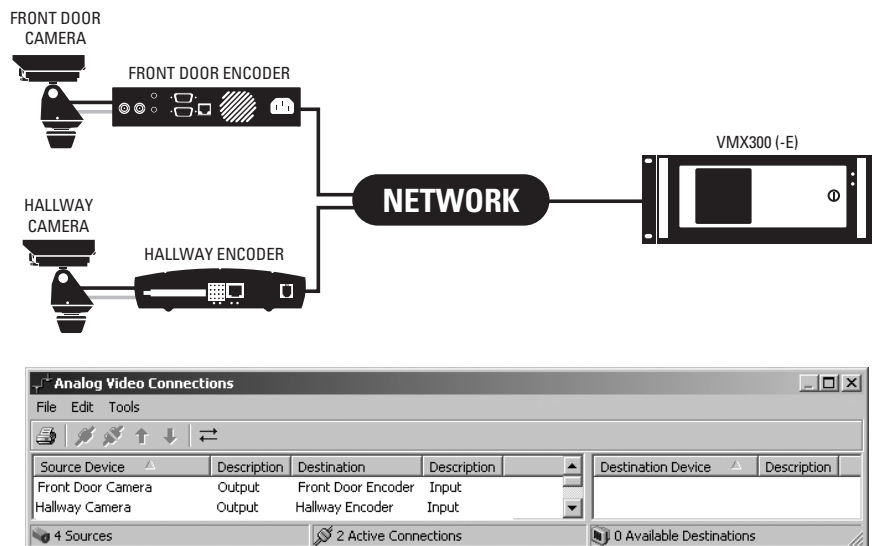 FRONT DOOR
CAMERA
FRONT DOOR ENCODER
VMX300 (-E)
NETWORK
HALLWAY
CAMERA
HALLWAY ENCODER
Analog Video Connections
File Edit Tools
Source Device Description Destination Description Destination Device Description
Front Door Camera Output Front Door Encoder Input
Hallway Camera Output Hallway Encoder Input
4 Sources 2 Active Connections 0 Available Destinations